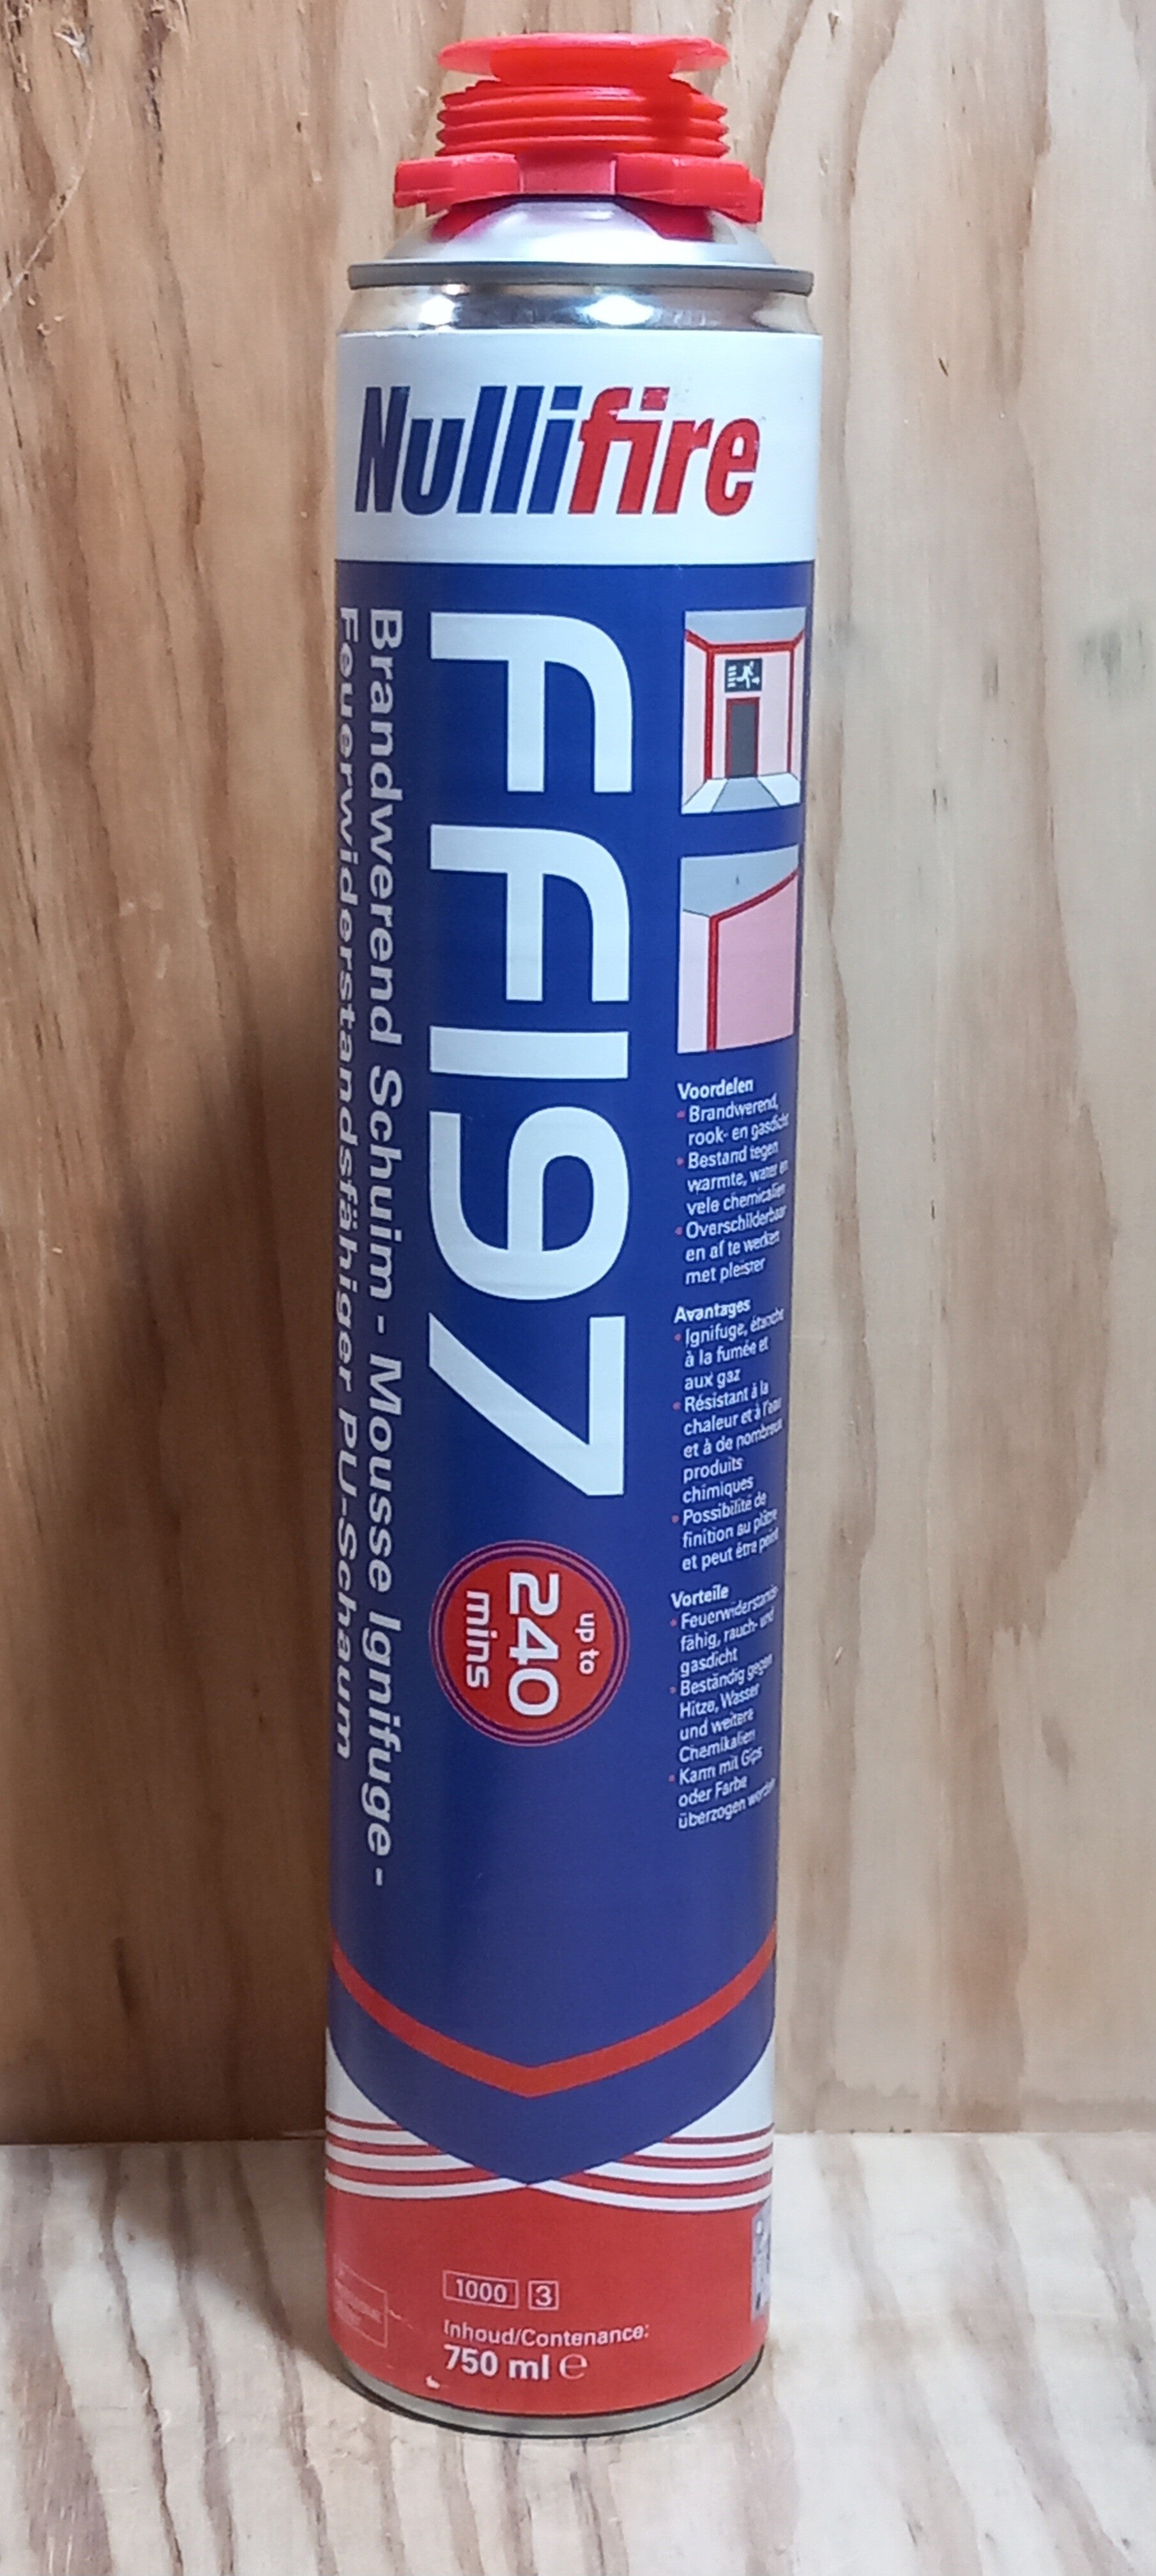 Nullifire
FF197
up to
240
mins
Brandwerend Schuim - Mousse Ignifuge -
Feuerwiderstandsfähiger PU-Schaum
Voordelen
• Brandwerend,
rook- en gasdicht
• Bestand tegen
warmte, water en
vele chemicaliën
• Overschilderbaar
en af te werken
met pleister
Avantages
• Ignifuge, étanche
à la fumée et
aux gaz
• Résistant à la
chaleur et à l'eau
et à de nombreux
produits
chimiques
• Possibilité de
finition au plâtre
et peut être peint
Vorteile
• Feuerwiderstands-
fähig, rauch- und
gasdicht
• Beständig gegen
Hitze, Wasser
und weitere
Chemikalien
• Kann mit Gips
oder Farbe
überzogen werden
1000 3
Inhoud/Contenance:
750 ml ℮